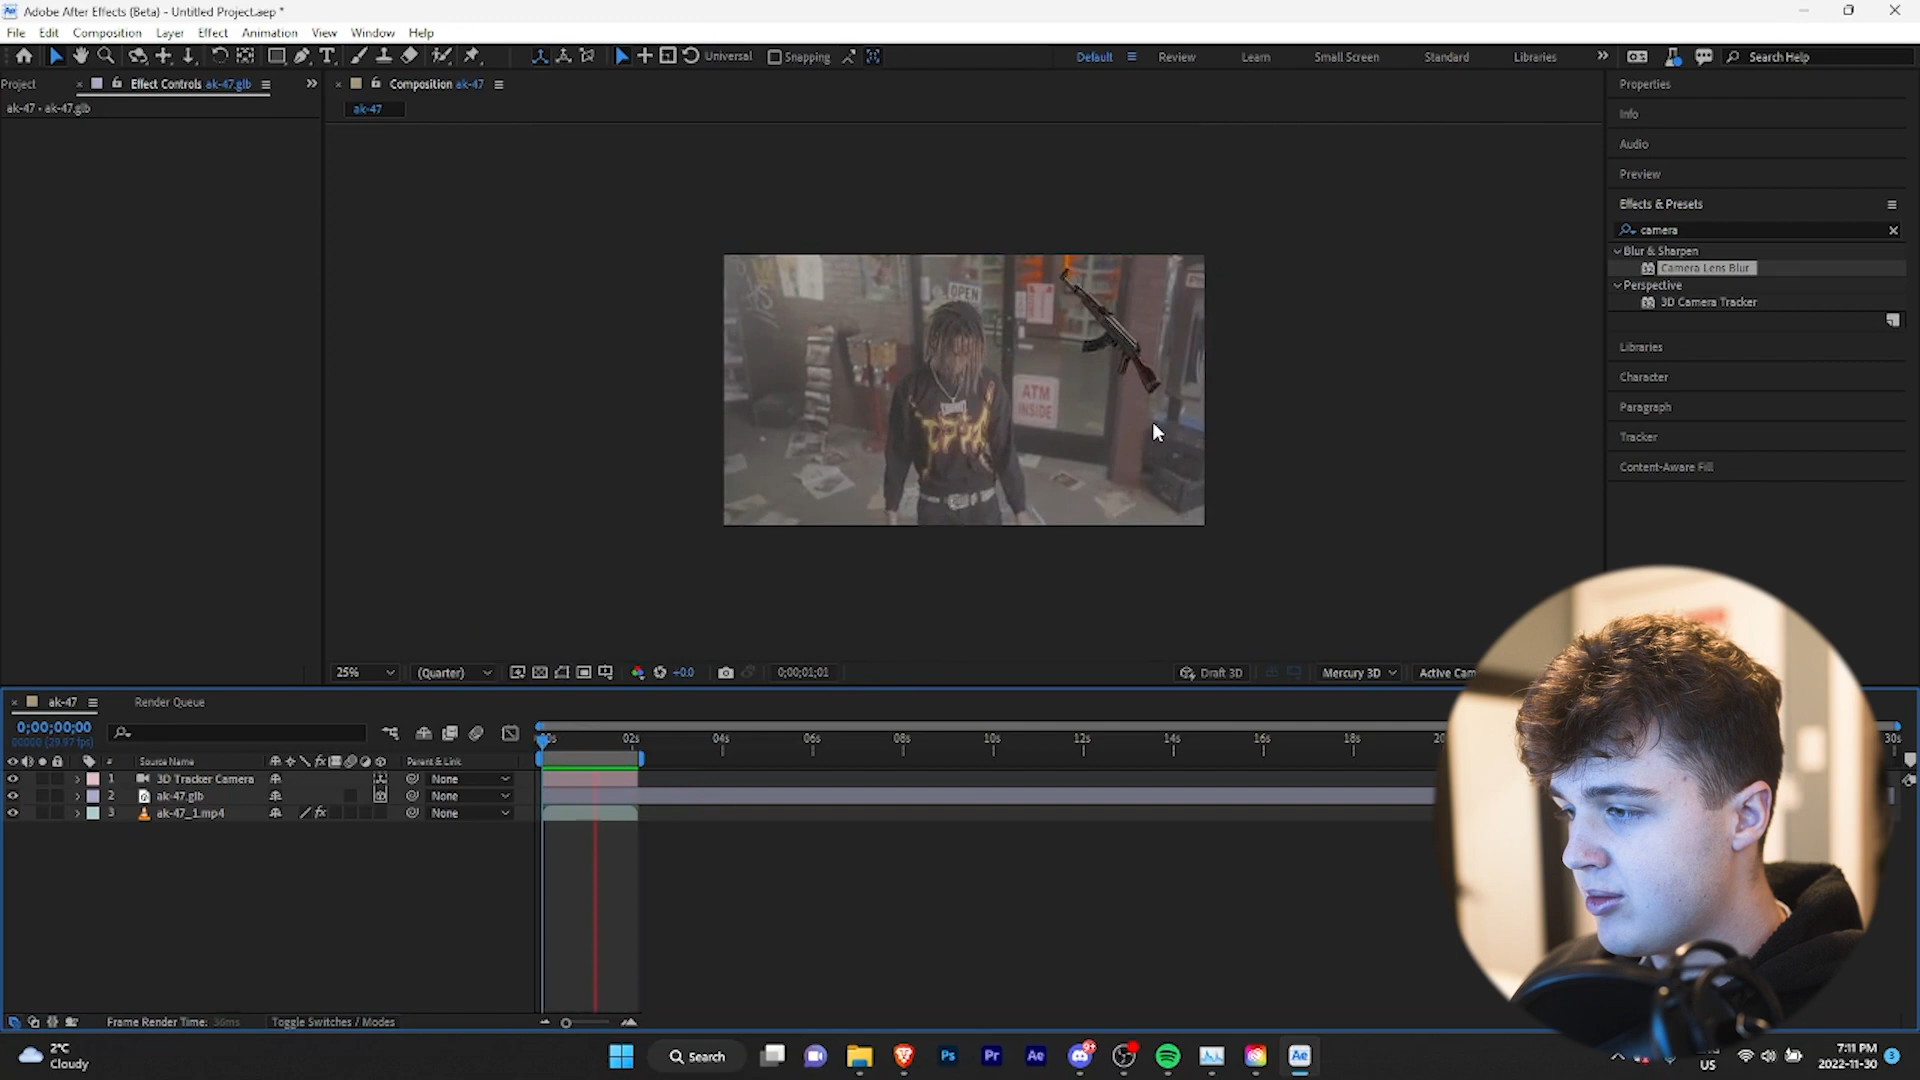 Adobe After Effects (Beta) - Untitled Project.aep *
File Edit Composition Layer Effect Animation View Window Help
Universal Snapping Default Review Learn Small Screen Standard Libraries Search Help
Project Effect Controls ak-47.glb Composition ak-47 Properties
ak-47 • ak-47.glb ak-47
Info
Audio
Preview
Effects & Presets
camera
Blur & Sharpen
Camera Lens Blur
Perspective
3D Camera Tracker
Libraries
Character
Paragraph
Tracker
Content-Aware Fill
OPEN
ATM
INSIDE
25% (Quarter) +0.0 0;00;01;01 Draft 3D Mercury 3D Active Cam
ak-47 Render Queue
0;00;00;00
00000 (29.97 fps)
02s 04s 06s 08s 10s 12s 14s 16s 18s 20 30s
# Source Name Parent & Link
1 3D Tracker Camera None
2 ak-47.glb None
3 ak-47_1.mp4 fx None
Frame Render Time: 36ms Toggle Switches / Modes
2°C
Cloudy
Search
Ps Pr Ae Ae
US
7:11 PM
2022-11-30
3